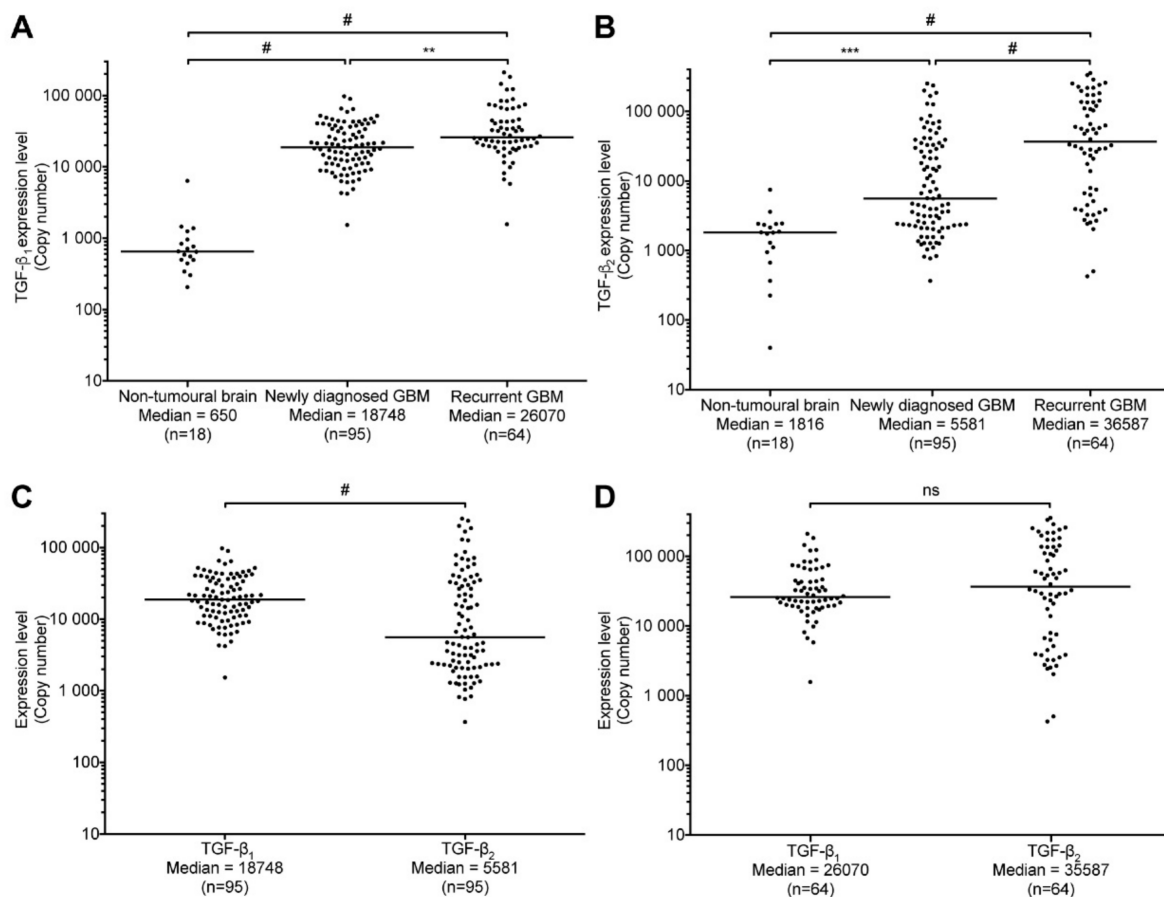 A
#
#
**
TGF-β1 expression level
(Copy number)
100 000
10 000
1 000
100
10
Non-tumoural brain
Median = 650
(n=18)
Newly diagnosed GBM
Median = 18748
(n=95)
Recurrent GBM
Median = 26070
(n=64)
B
#
***
#
TGF-β2 expression level
(Copy number)
100 000
10 000
1 000
100
10
Non-tumoural brain
Median = 1816
(n=18)
Newly diagnosed GBM
Median = 5581
(n=95)
Recurrent GBM
Median = 36587
(n=64)
C
#
Expression level
(Copy number)
100 000
10 000
1 000
100
10
TGF-β1
Median = 18748
(n=95)
TGF-β2
Median = 5581
(n=95)
D
ns
Expression level
(Copy number)
100 000
10 000
1 000
100
10
TGF-β1
Median = 26070
(n=64)
TGF-β2
Median = 35587
(n=64)